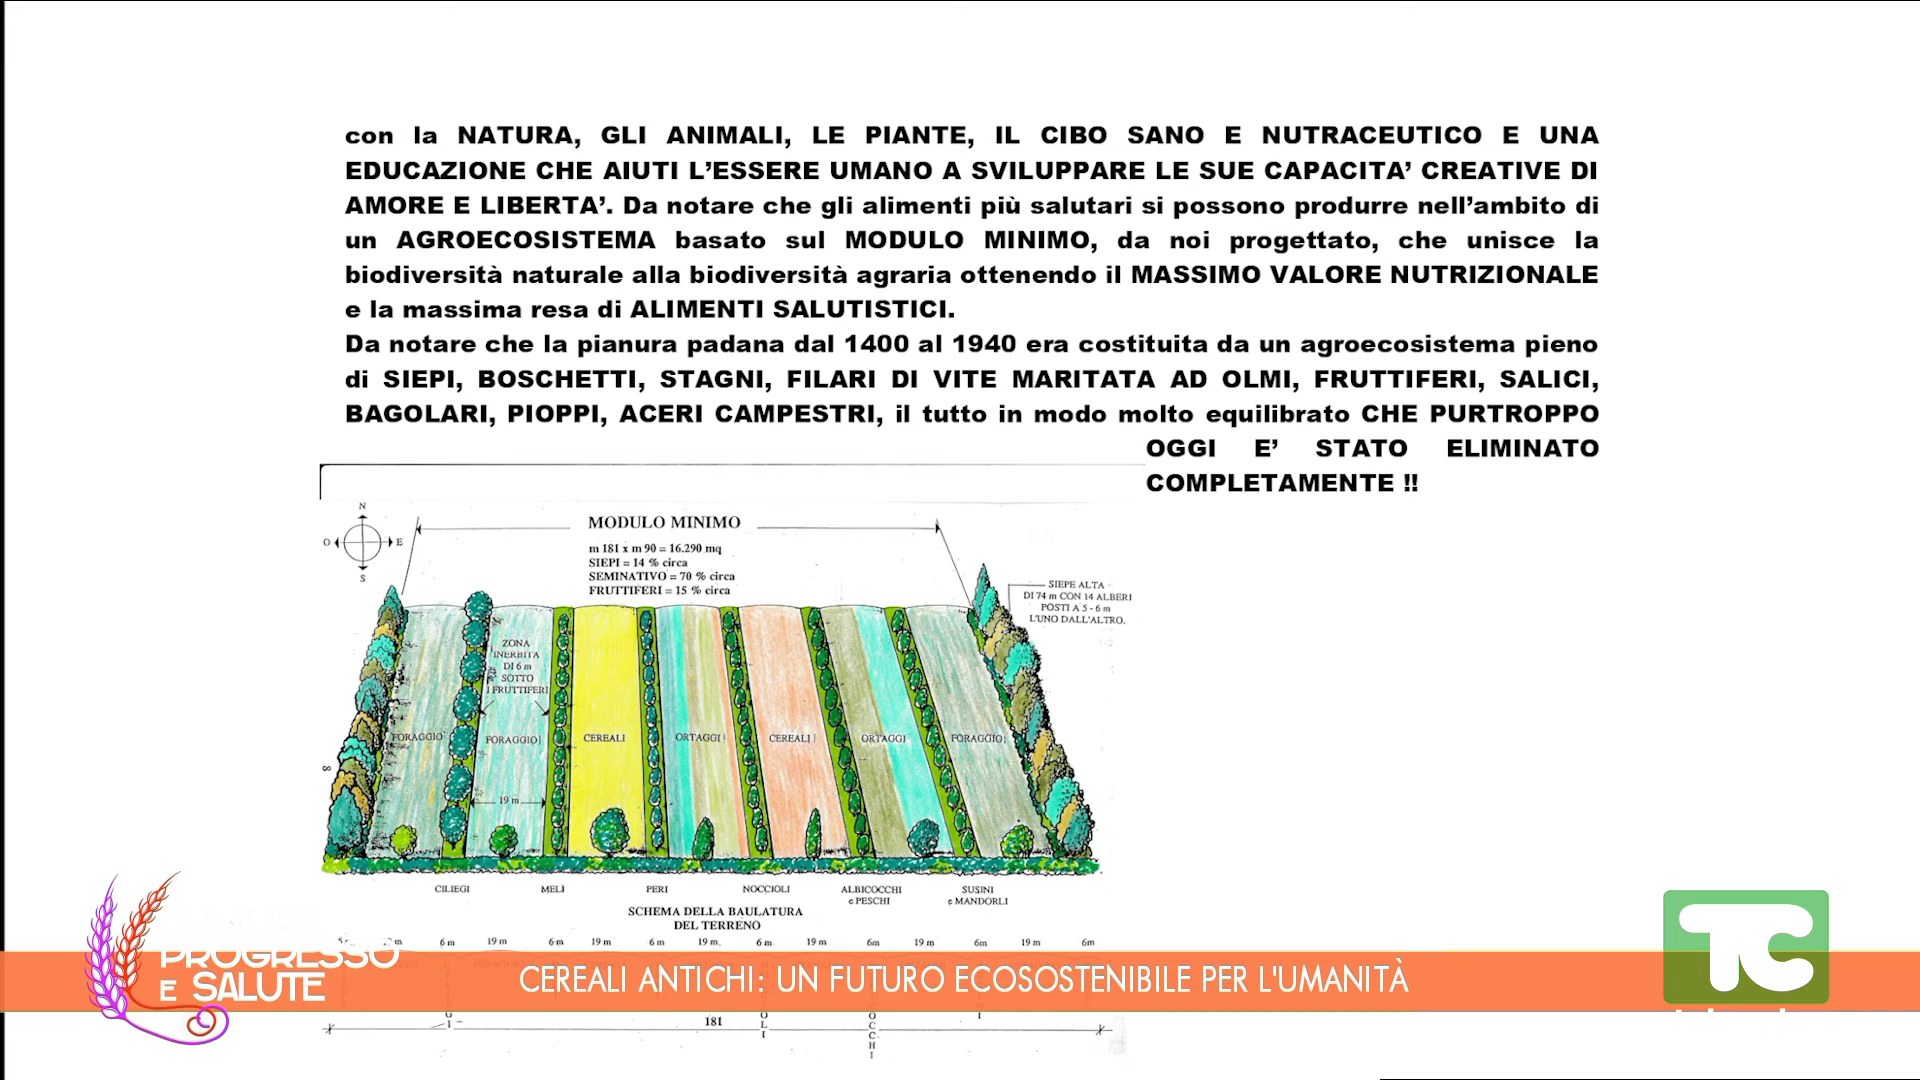 con la NATURA, GLI ANIMALI, LE PIANTE, IL CIBO SANO E NUTRACEUTICO E UNA
EDUCAZIONE CHE AIUTI L’ESSERE UMANO A SVILUPPARE LE SUE CAPACITA’ CREATIVE DI
AMORE E LIBERTA’. Da notare che gli alimenti più salutari si possono produrre nell’ambito di
un AGROECOSISTEMA basato sul MODULO MINIMO, da noi progettato, che unisce la
biodiversità naturale alla biodiversità agraria ottenendo il MASSIMO VALORE NUTRIZIONALE
e la massima resa di ALIMENTI SALUTISTICI.
Da notare che la pianura padana dal 1400 al 1940 era costituita da un agroecosistema pieno
di SIEPI, BOSCHETTI, STAGNI, FILARI DI VITE MARITATA AD OLMI, FRUTTIFERI, SALICI,
BAGOLARI, PIOPPI, ACERI CAMPESTRI, il tutto in modo molto equilibrato CHE PURTROPPO
OGGI E’ STATO ELIMINATO
COMPLETAMENTE !!
N
O E
S
MODULO MINIMO
m 181 x m 90 = 16.290 mq
SIEPI = 14 % circa
SEMINATIVO = 70 % circa
FRUTTIFERI = 15 % circa
SIEPE ALTA
DI 74 m CON 14 ALBERI
POSTI A 5 - 6 m
L'UNO DALL'ALTRO.
ZONA
INERBITA
DI 6 m
SOTTO
I FRUTTIFERI
FORAGGIO FORAGGIO CEREALI ORTAGGI CEREALI ORTAGGI FORAGGIO
19 m
CILIEGI MELI PERI NOCCIOLI ALBICOCCHI SUSINI
e PESCHI e MANDORLI
SCHEMA DELLA BAULATURA
DEL TERRENO
6 m 19 m 6 m 19 m 6 m 19 m 6 m 19 m 6m 19 m 6m 19 m 6m
PROGRESSO
E SALUTE
CEREALI ANTICHI: UN FUTURO ECOSOSTENIBILE PER L'UMANITÀ
TC
181